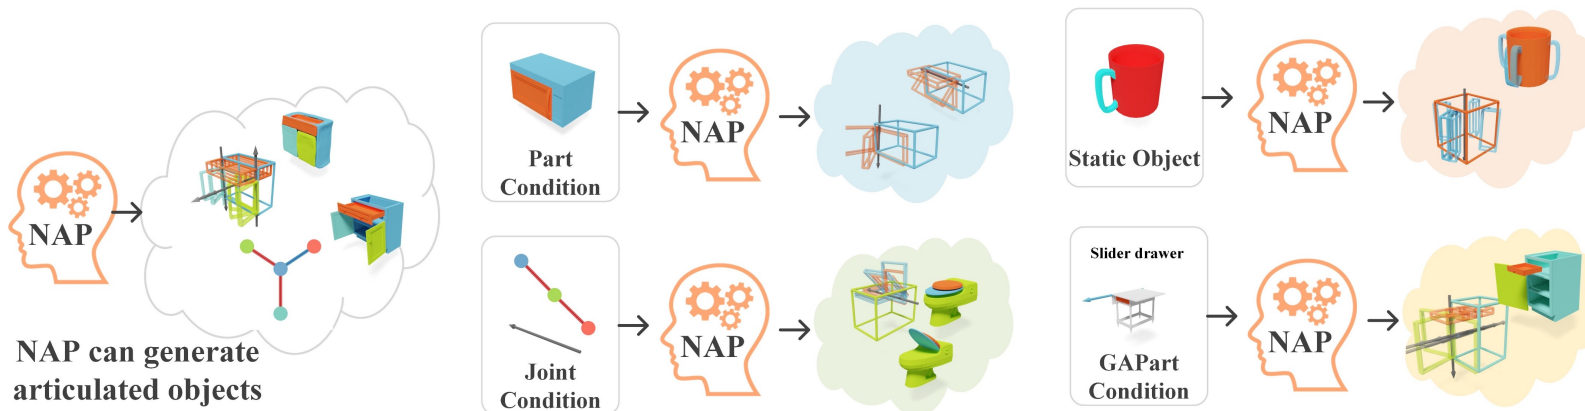 NAP
NAP can generate
articulated objects
Part
Condition
NAP
Joint
Condition
NAP
Static Object
NAP
Slider drawer
GAPart
Condition
NAP